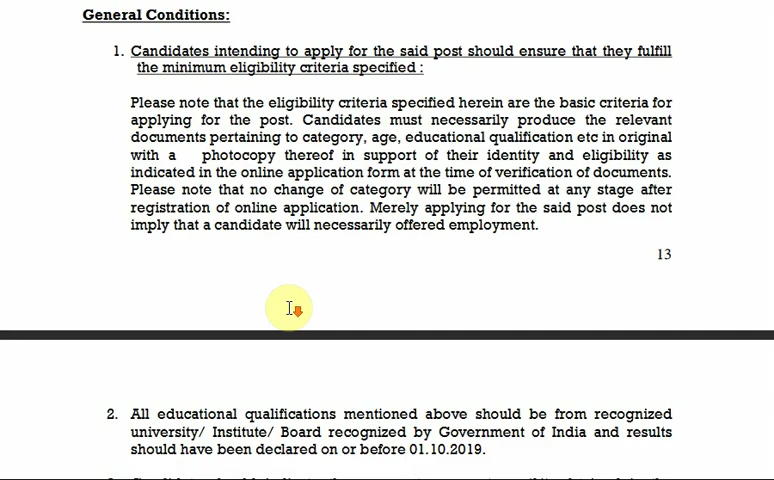 General Conditions:
1. Candidates intending to apply for the said post should ensure that they fulfill
the minimum eligibility criteria specified :
Please note that the eligibility criteria specified herein are the basic criteria for
applying for the post. Candidates must necessarily produce the relevant
documents pertaining to category, age, educational qualification etc in original
with a photocopy thereof in support of their identity and eligibility as
indicated in the online application form at the time of verification of documents.
Please note that no change of category will be permitted at any stage after
registration of online application. Merely applying for the said post does not
imply that a candidate will necessarily offered employment.
13
2. All educational qualifications mentioned above should be from recognized
university/ Institute/ Board recognized by Government of India and results
should have been declared on or before 01.10.2019.